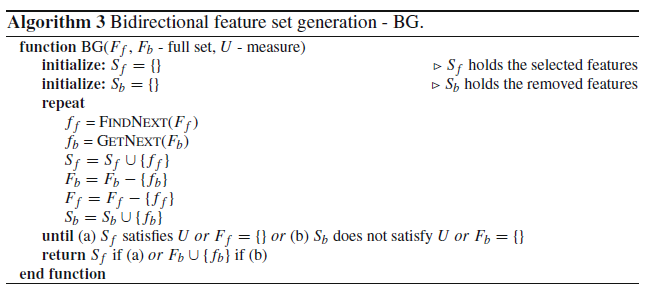 Algorithm 3 Bidirectional feature set generation - BG.
function BG(F_f, F_b - full set, U - measure)
initialize: S_f = {} ▷ S_f holds the selected features
initialize: S_b = {} ▷ S_b holds the removed features
repeat
f_f = FINDNEXT(F_f)
f_b = GETNEXT(F_b)
S_f = S_f ∪ {f_f}
F_b = F_b − {f_b}
F_f = F_f − {f_f}
S_b = S_b ∪ {f_b}
until (a) S_f satisfies U or F_f = {} or (b) S_b does not satisfy U or F_b = {}
return S_f if (a) or F_b ∪ {f_b} if (b)
end function